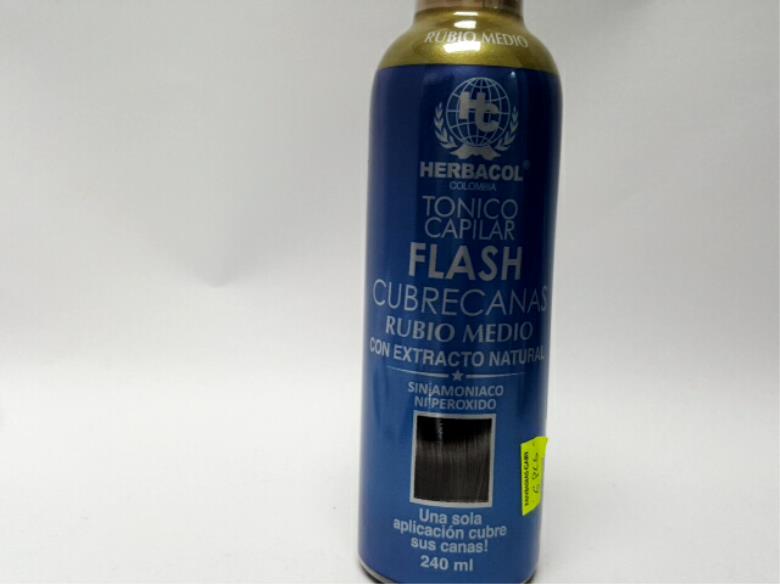 RUBIO MEDIO
HC
HERBACOL®
COLOMBIA
TONICO
CAPILAR
FLASH
CUBRECANAS
RUBIO MEDIO
CON EXTRACTO NATURAL
SIN AMONIACO
NI PEROXIDO
Una sola
aplicación cubre
sus canas!
240 ml